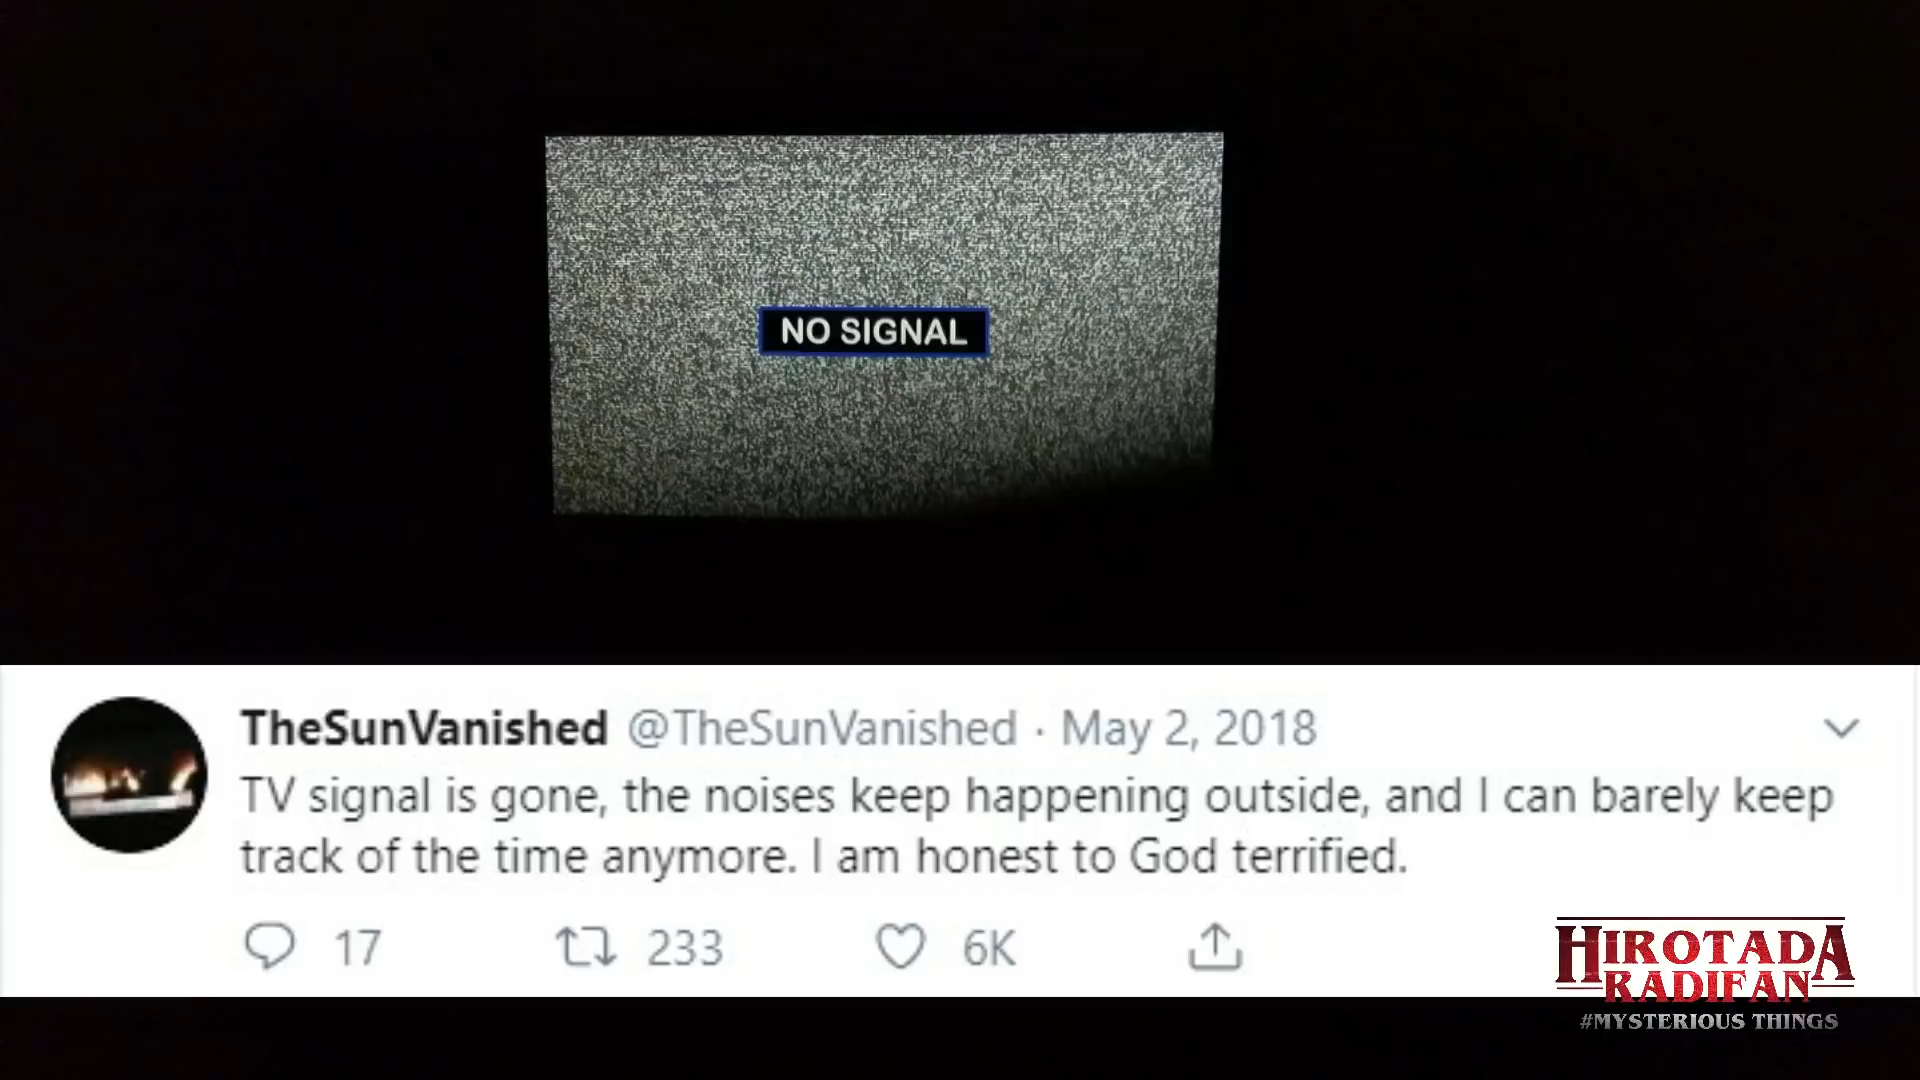 NO SIGNAL
TheSunVanished @TheSunVanished · May 2, 2018
TV signal is gone, the noises keep happening outside, and I can barely keep
track of the time anymore. I am honest to God terrified.
17 233 6K
HIROTADA
RADIFAN
#MYSTERIOUS THINGS